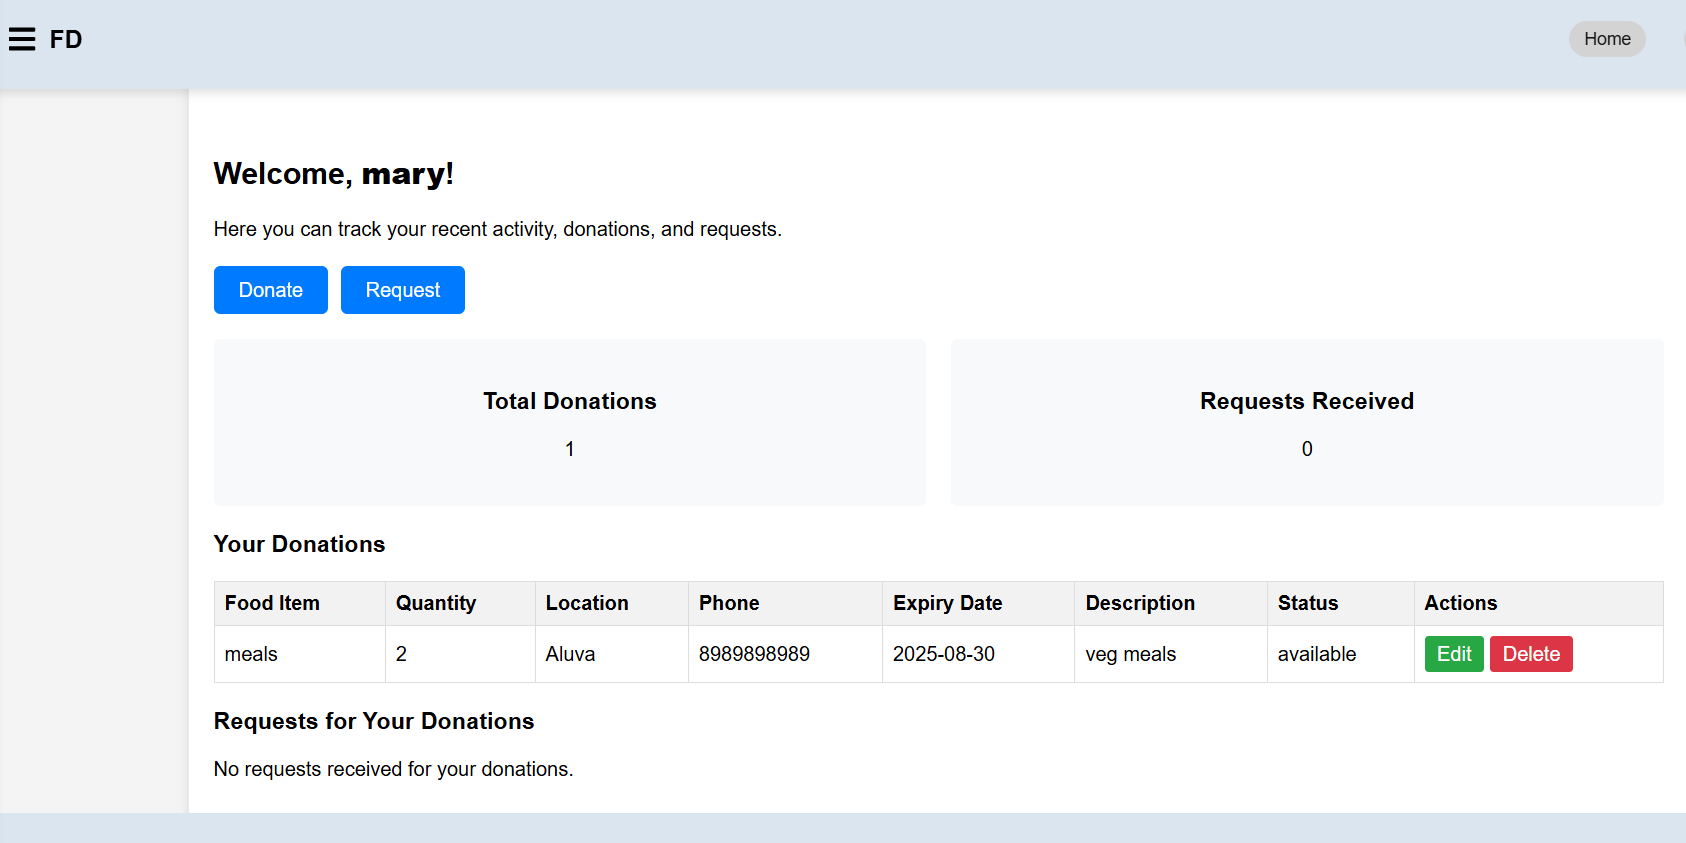 FD Home
Welcome, mary!
Here you can track your recent activity, donations, and requests.
Donate Request
Total Donations Requests Received
1 0
Your Donations
Food Item Quantity Location Phone Expiry Date Description Status Actions
meals 2 Aluva 8989898989 2025-08-30 veg meals available Edit Delete
Requests for Your Donations
No requests received for your donations.